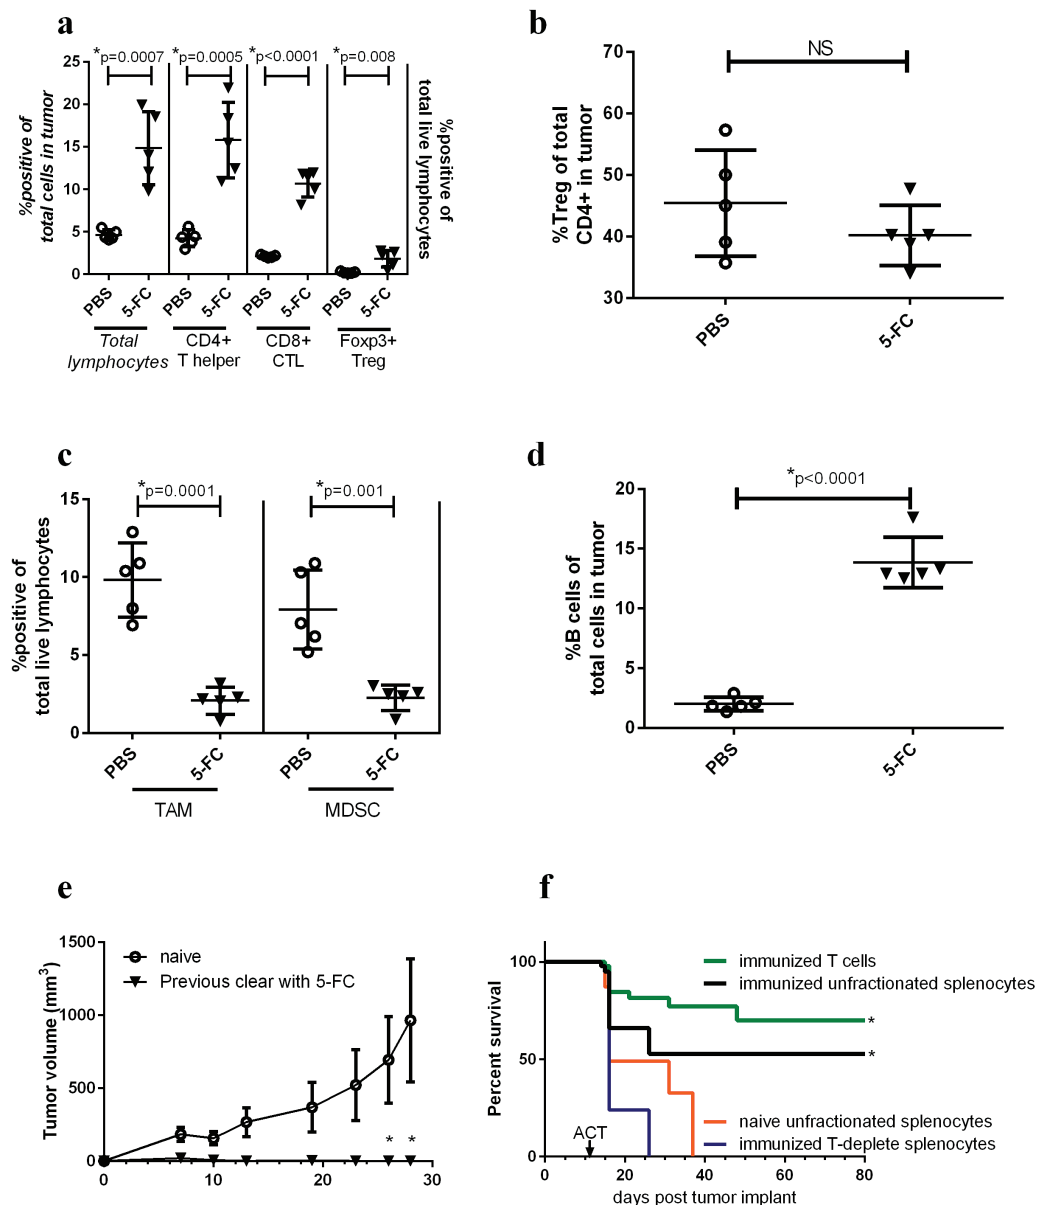 a
*p=0.0007 *p=0.0005 *p<0.0001 *p=0.008
%positive of
total cells in tumor
25
20
15
10
5
0
%positive of
total live lymphocytes
PBS 5-FC PBS 5-FC PBS 5-FC PBS 5-FC
Total
lymphocytes
CD4+
T helper
CD8+
CTL
Foxp3+
Treg
b
NS
%Treg of total
CD4+ in tumor
70
60
50
40
30
PBS 5-FC
c
*p=0.0001 *p=0.001
%positive of
total live lymphocytes
15
10
5
0
PBS 5-FC PBS 5-FC
TAM MDSC
d
*p<0.0001
%B cells of
total cells in tumor
20
15
10
5
0
PBS 5-FC
e
Tumor volume (mm3)
1500
1000
500
0
naive
Previous clear with 5-FC
* *
0 10 20 30
f
Percent survival
100
50
0
immunized T cells
immunized unfractionated splenocytes
*
*
naive unfractionated splenocytes
immunized T-deplete splenocytes
ACT
0 20 40 60 80
days post tumor implant